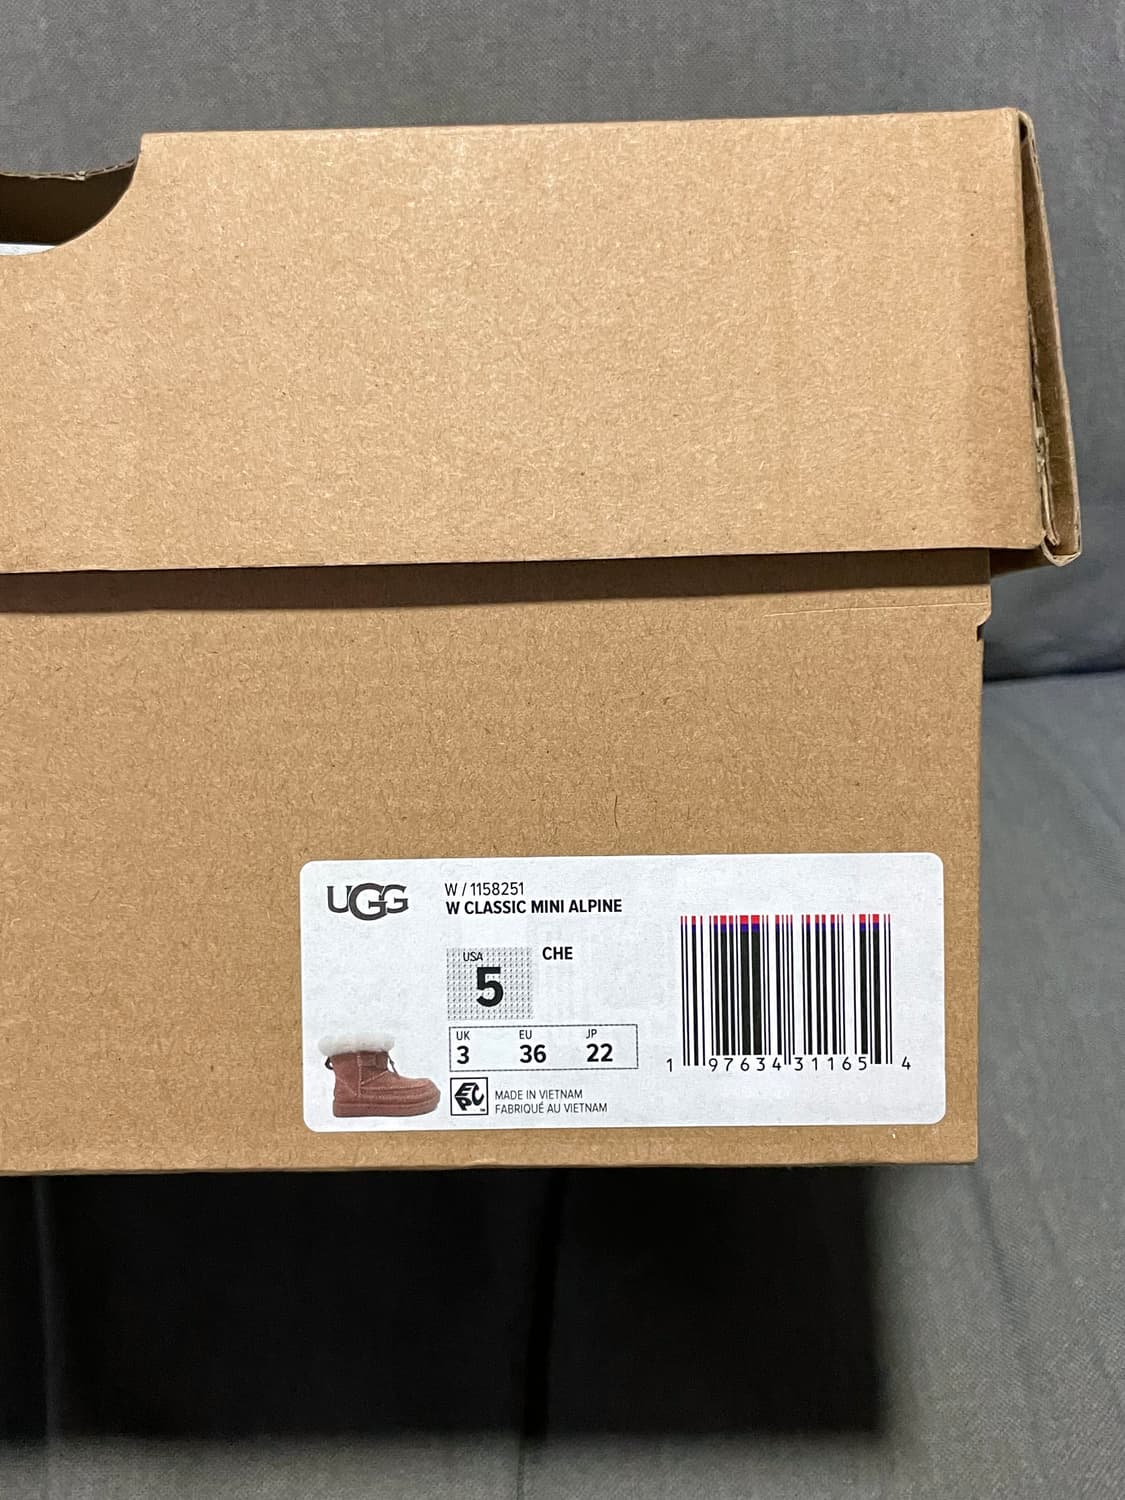 UGG
W / 1158251
W CLASSIC MINI ALPINE
USA
5
CHE
UK EU JP
3 36 22
EPC
MADE IN VIETNAM
FABRIQUÉ AU VIETNAM
1 97634 31165 4